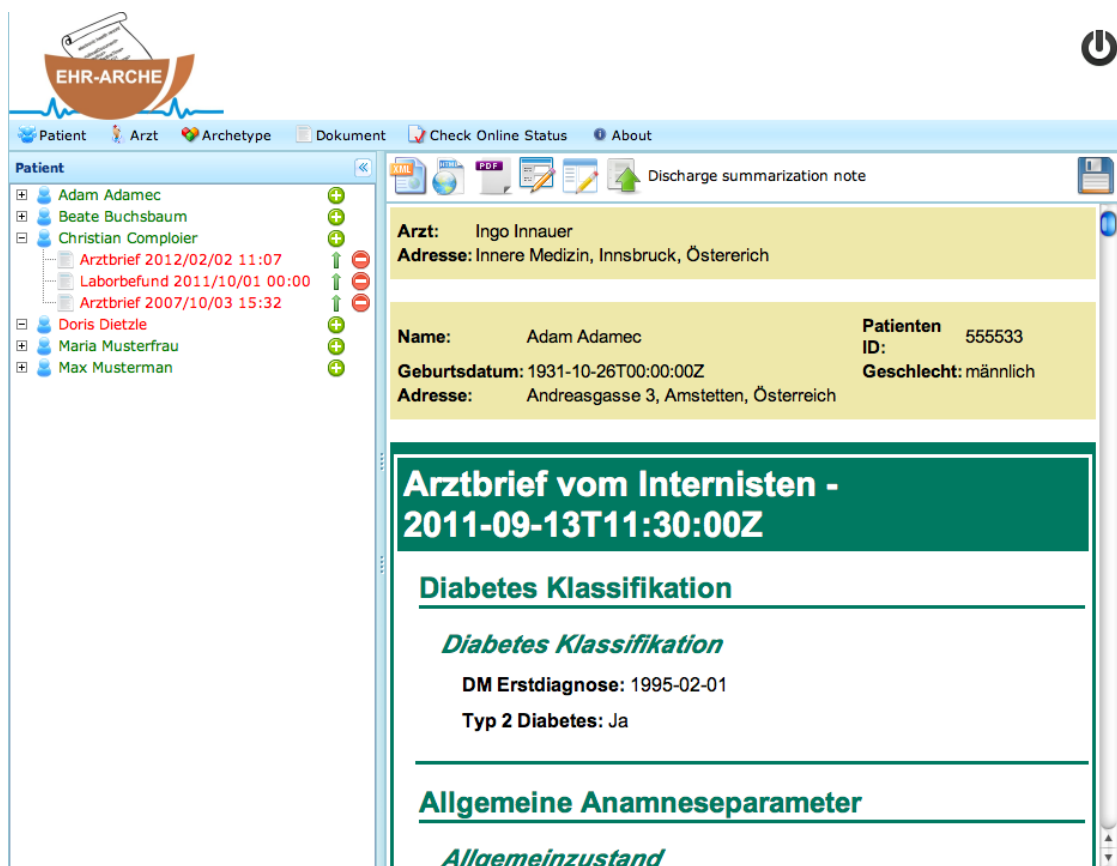 EHR-ARCHE
Patient Arzt Archetype Dokument Check Online Status About
Patient
Adam Adamec
Beate Buchsbaum
Christian Comploier
Arztbrief 2012/02/02 11:07
Laborbefund 2011/10/01 00:00
Arztbrief 2007/10/03 15:32
Doris Dietzle
Maria Musterfrau
Max Musterman
XML HTML PDF Discharge summarization note
Arzt: Ingo Innauer
Adresse: Innere Medizin, Innsbruck, Östererich
Name: Adam Adamec Patienten ID: 555533
Geburtsdatum: 1931-10-26T00:00:00Z Geschlecht: männlich
Adresse: Andreasgasse 3, Amstetten, Österreich
Arztbrief vom Internisten -
2011-09-13T11:30:00Z
Diabetes Klassifikation
Diabetes Klassifikation
DM Erstdiagnose: 1995-02-01
Typ 2 Diabetes: Ja
Allgemeine Anamneseparameter
Allgemeinzustand